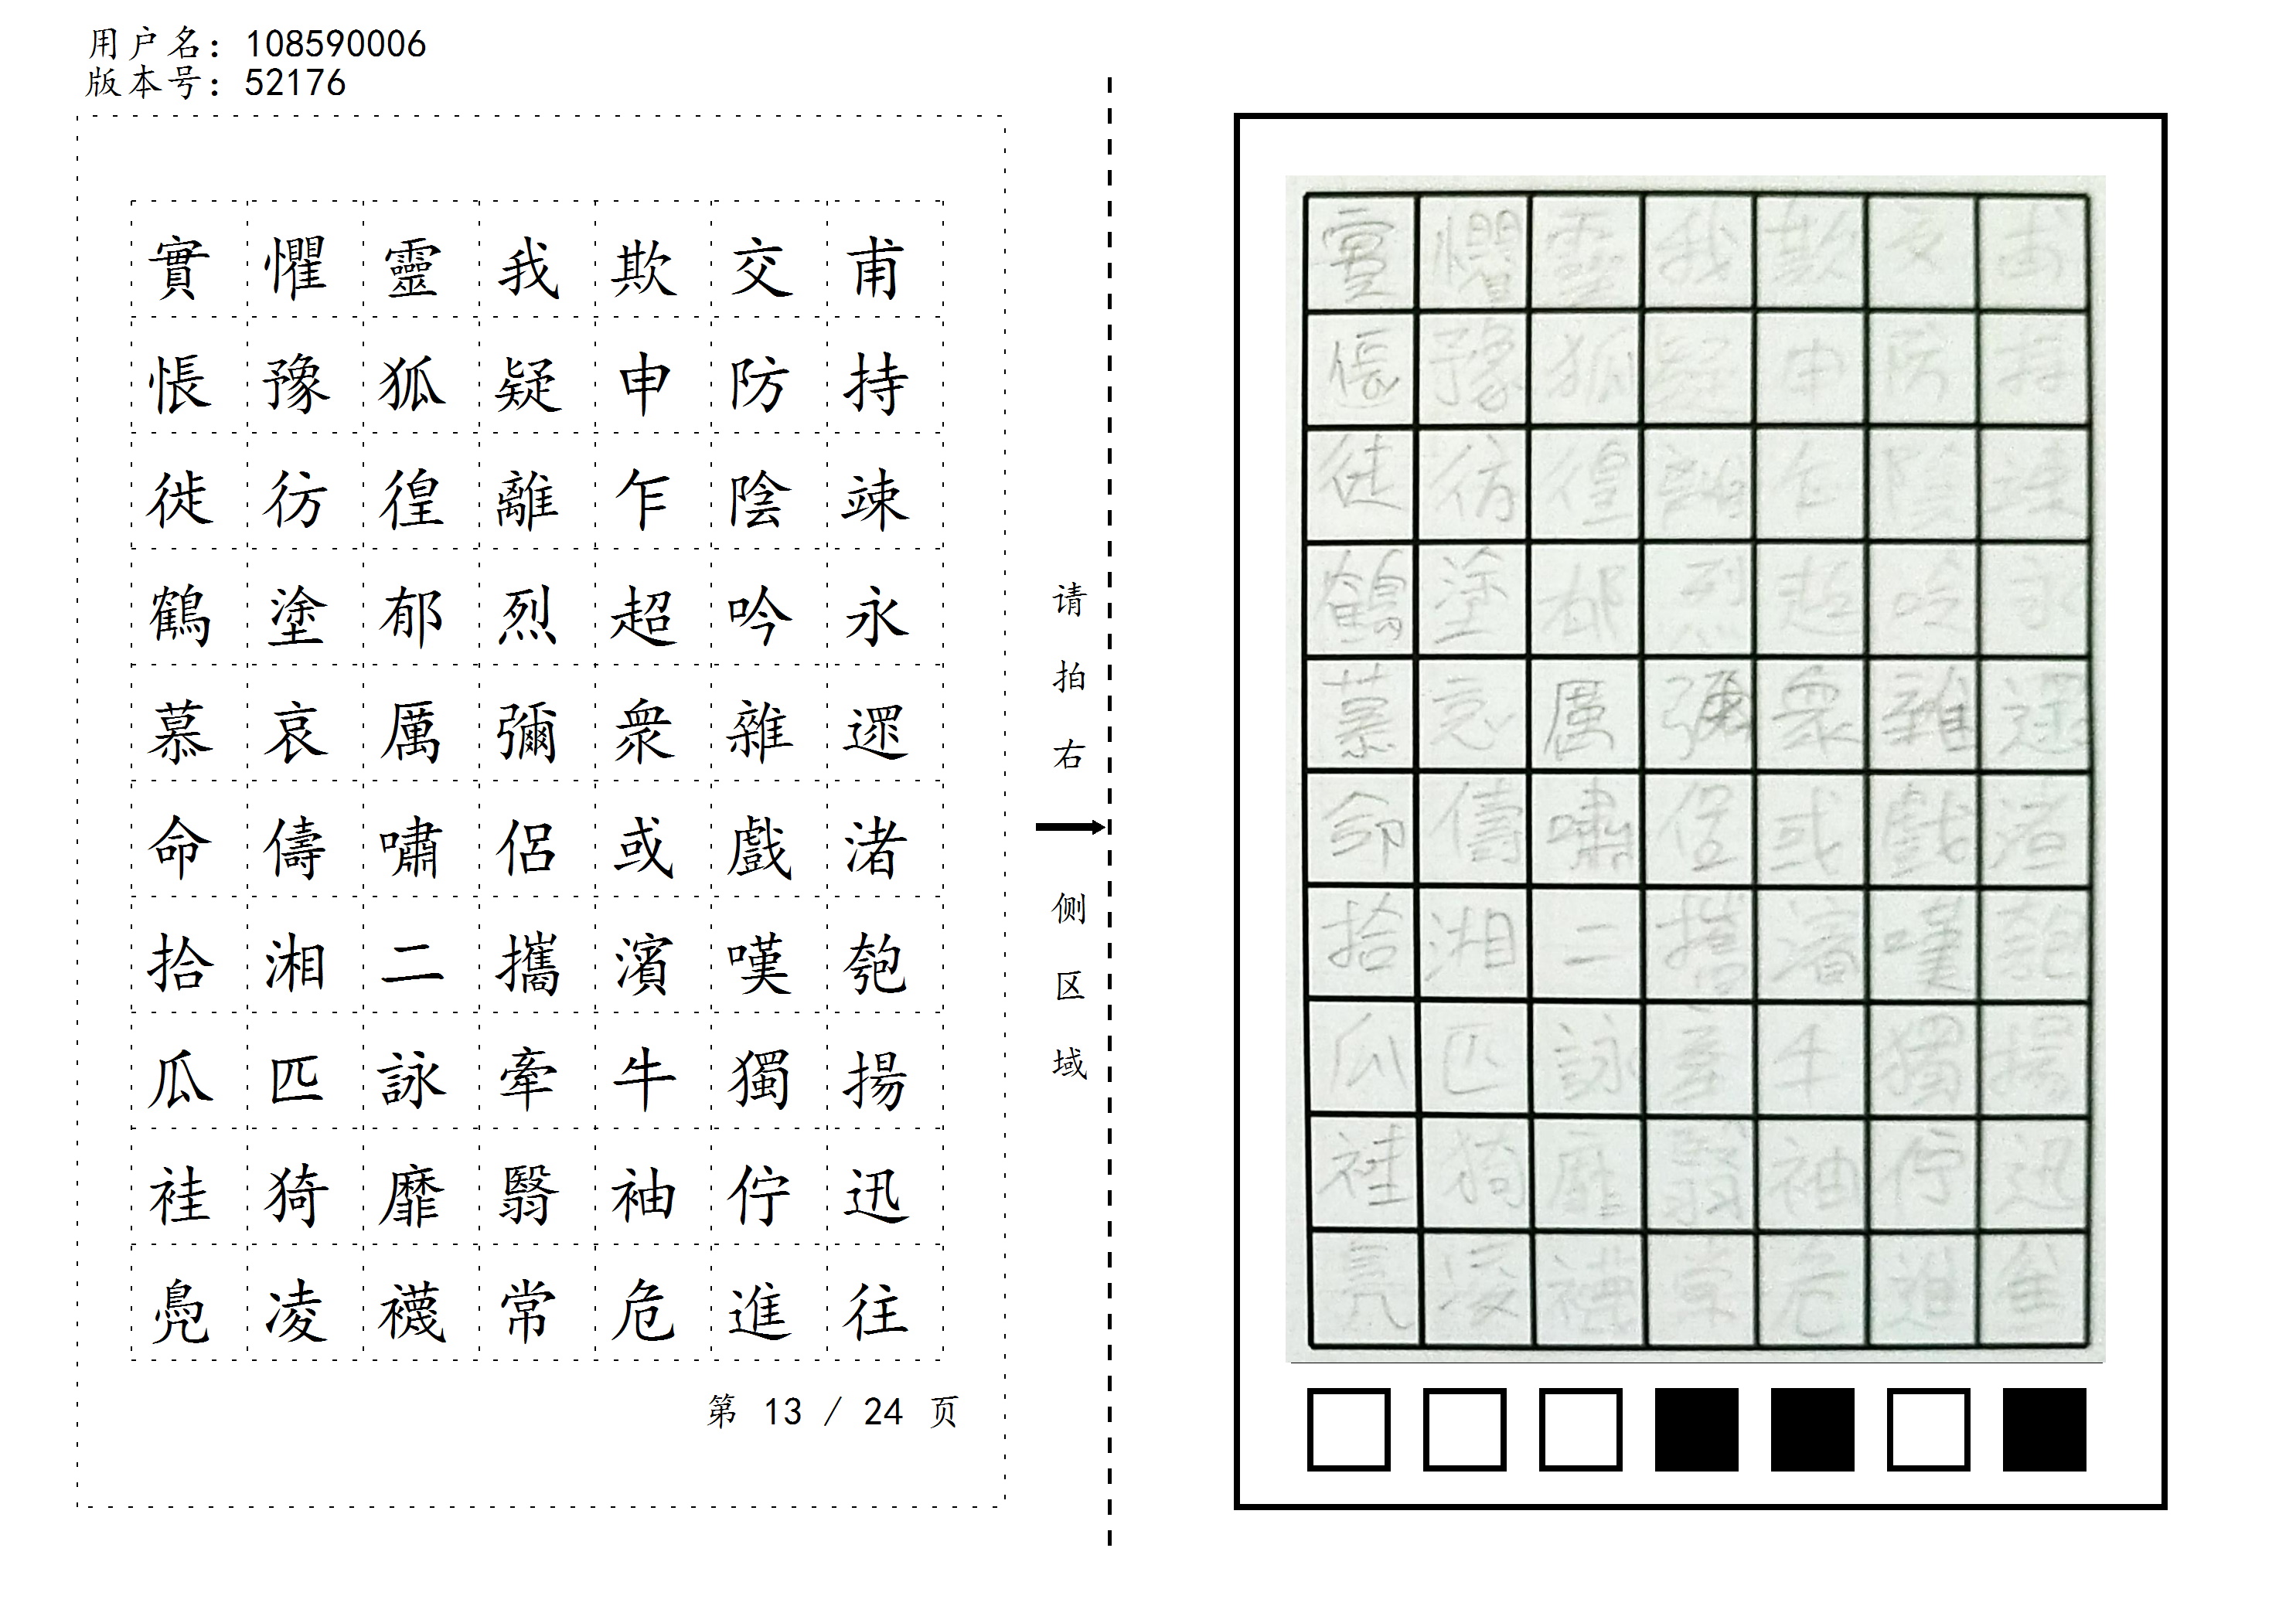 用户名: 108590006
版本号: 52176
實懼靈我欺交甫
悵豫狐疑申防持
徙彷徨離乍陰竦
鶴塗郁烈超吟永
慕哀厲彌衆雜遝
命儔嘯侶或戲渚
拾湘二攜濱嘆匏
瓜匹詠牽牛獨揚
袿猗靡翳袖佇迅
鳧凌襪常危進往
第 13 / 24 页
请拍右侧区域
實懼靈我欺交甫
悵豫狐疑申防持
徙彷徨離乍陰竦
鶴塗郁烈超吟永
慕哀厲彌衆雜遝
命儔嘯侶或戲渚
拾湘二攜濱嘆匏
瓜匹詠牽牛獨揚
袿猗靡翳袖佇迅
鳧凌襪常危進往